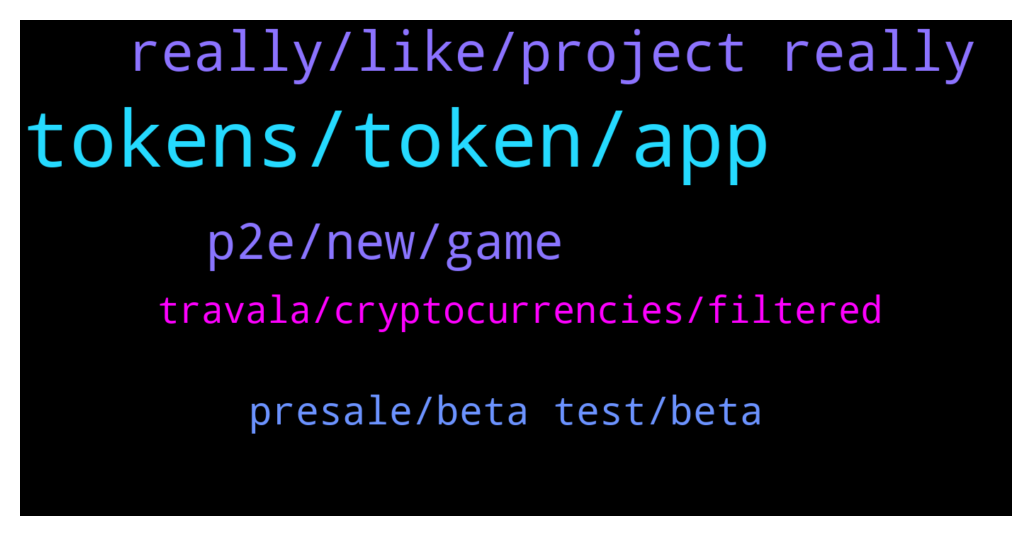 really/like/project really
tokens/token/app
p2e/new/game
travala/cryptocurrencies/filtered
presale/beta test/beta